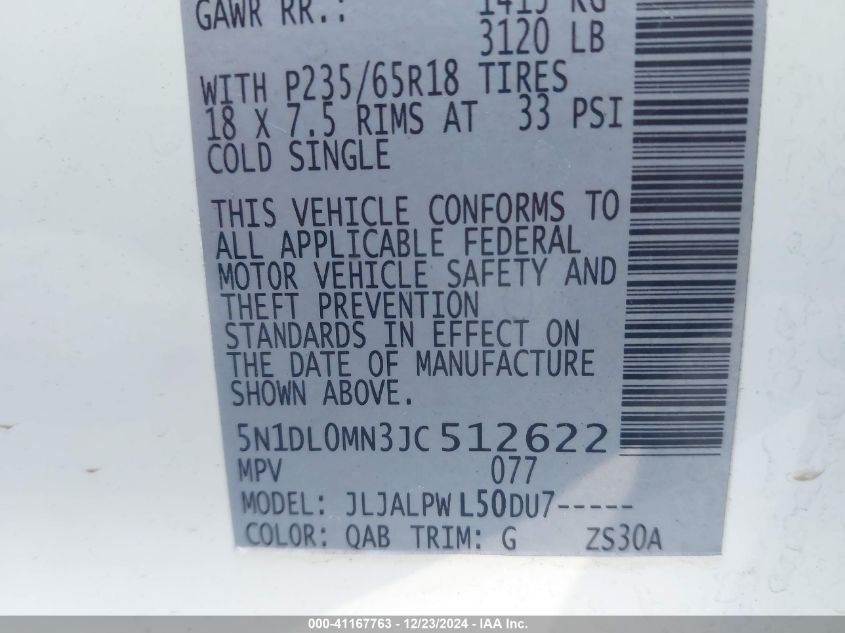 GAWR RR.: 1415 KG
3120 LB
WITH P235/65R18 TIRES
18 X 7.5 RIMS AT 33 PSI
COLD SINGLE
THIS VEHICLE CONFORMS TO
ALL APPLICABLE FEDERAL
MOTOR VEHICLE SAFETY AND
THEFT PREVENTION
STANDARDS IN EFFECT ON
THE DATE OF MANUFACTURE
SHOWN ABOVE.
5N1DL0MN3JC512622
MPV 077
MODEL: JLJALPWL50DU7-----
COLOR: QAB TRIM: G ZS30A
000-41167763 - 12/23/2024 - IAA Inc.